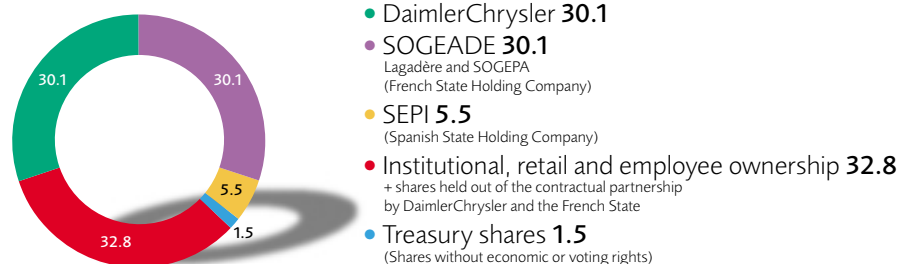 30.1
30.1
5.5
1.5
32.8
• DaimlerChrysler 30.1
• SOGEADE 30.1
Lagadère and SOGEPA
(French State Holding Company)
• SEPI 5.5
(Spanish State Holding Company)
• Institutional, retail and employee ownership 32.8
+ shares held out of the contractual partnership
by DaimlerChrysler and the French State
• Treasury shares 1.5
(Shares without economic or voting rights)